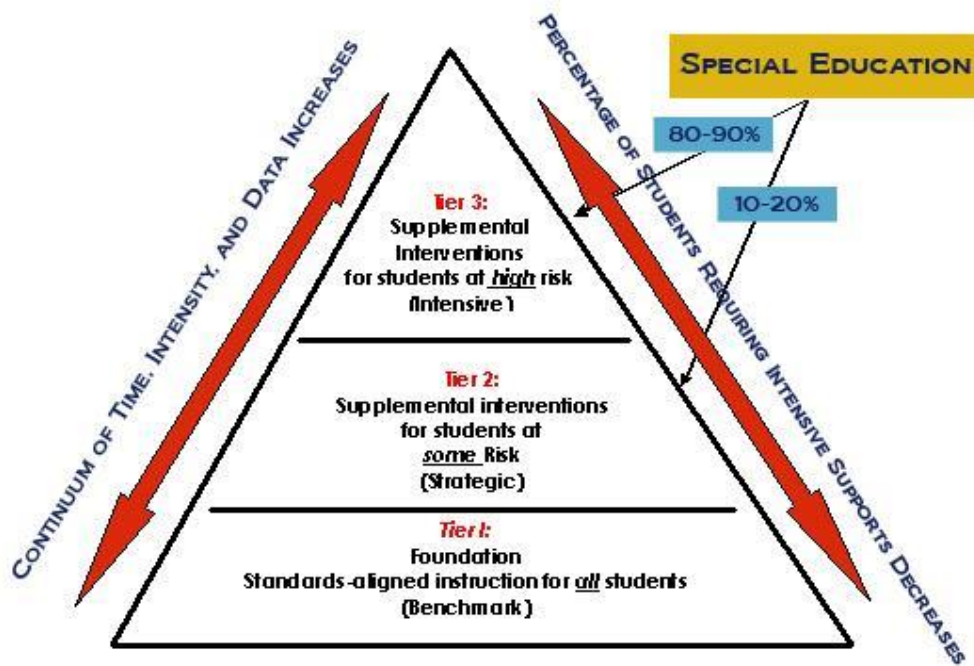 CONTINUUM OF TIME, INTENSITY, AND DATA INCREASES
PERCENTAGE OF STUDENTS REQUIRING INTENSIVE SUPPORTS DECREASES
SPECIAL EDUCATION
80-90%
10-20%
Tier 3:
Supplemental
Interventions
for students at high risk
(Intensive)
Tier 2:
Supplemental interventions
for students at
some Risk
(Strategic)
Tier 1:
Foundation
Standards-aligned instruction for all students
(Benchmark)